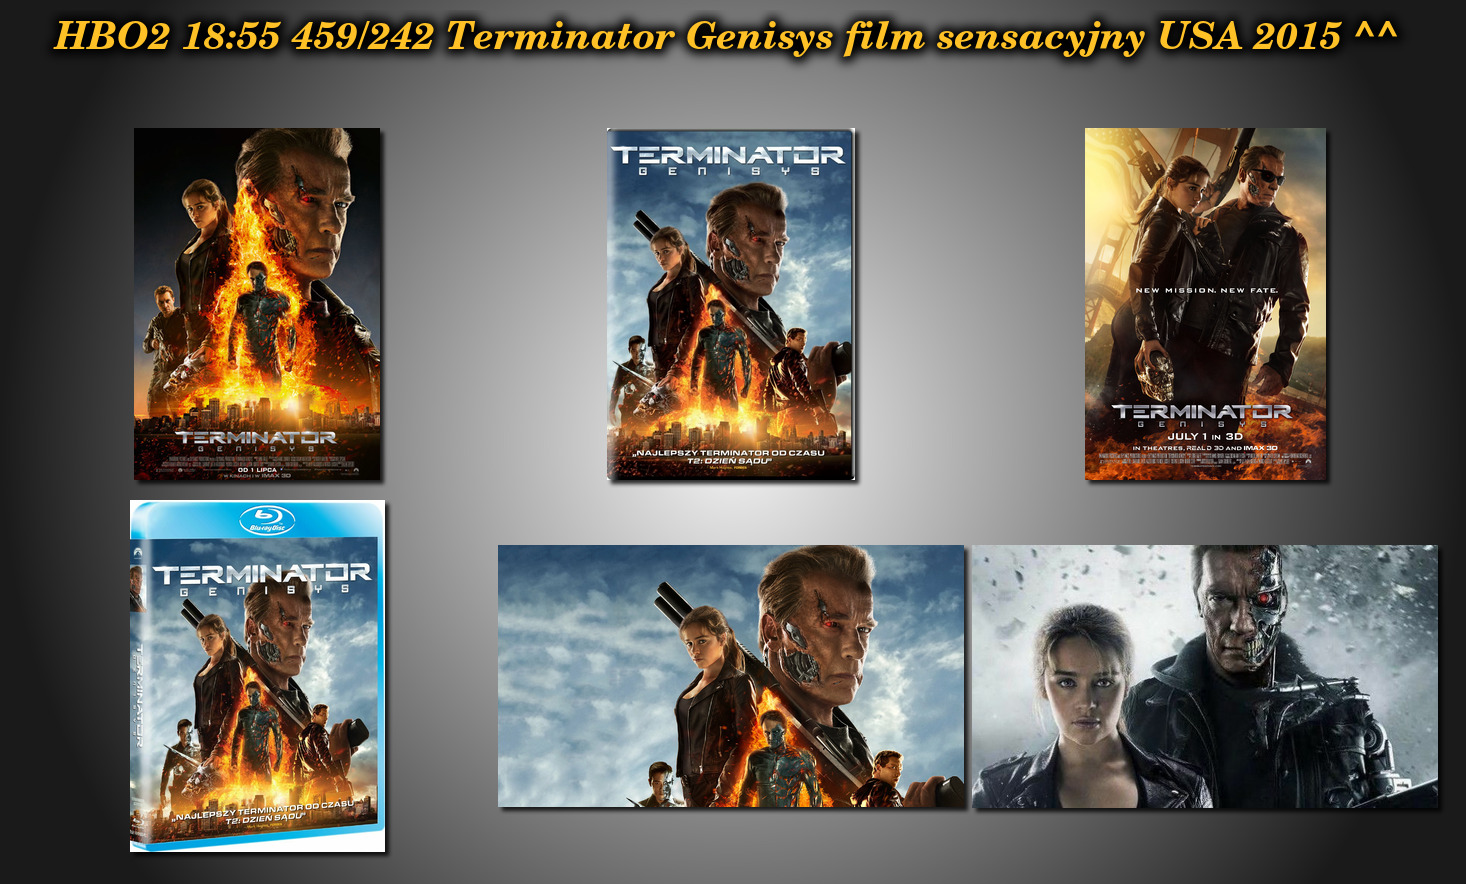 HBO2 18:55 459/242 Terminator Genisys film sensacyjny USA 2015 ^^
TERMINATOR
GENISYS
OD 1 LIPCA
W KINACH I W IMAX 3D
TERMINATOR
GENISYS
„NAJLEPSZY TERMINATOR OD CZASU
T2: DZIEŃ SĄDU”
NEW MISSION. NEW FATE.
TERMINATOR
GENISYS
JULY 1 IN 3D
IN THEATRES, REALD 3D AND IMAX 3D
Blu-ray Disc
TERMINATOR
GENISYS
TERMINATOR
„NAJLEPSZY TERMINATOR OD CZASU
T2: DZIEŃ SĄDU”